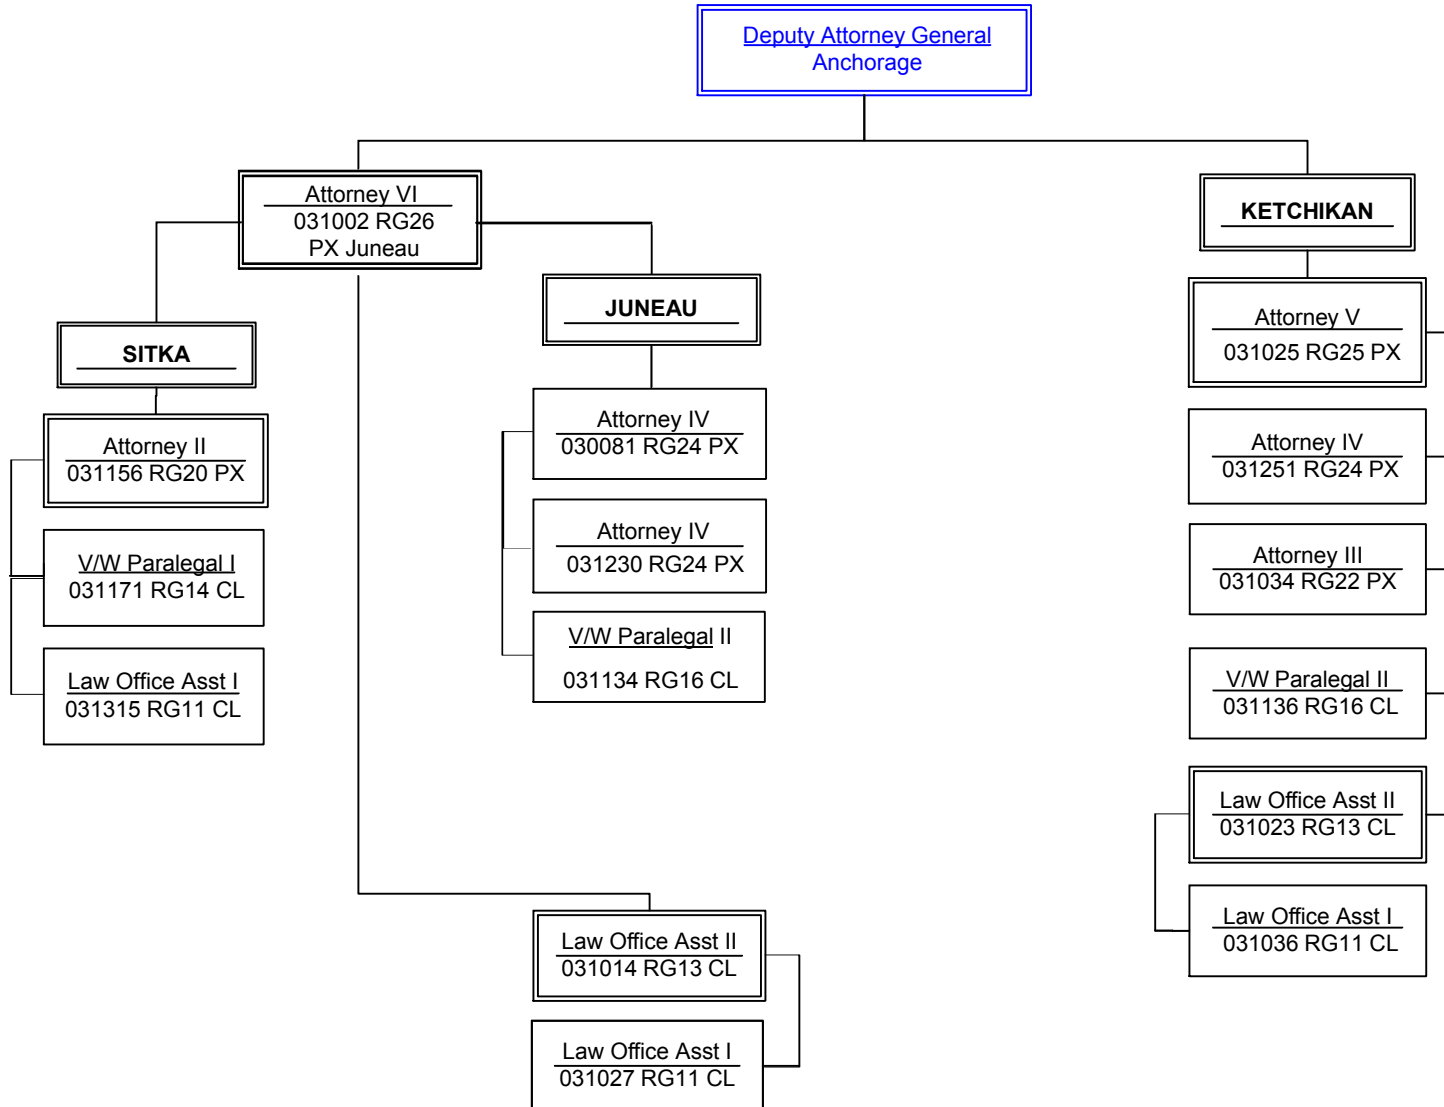 Deputy Attorney General
Anchorage
Attorney VI
031002 RG26
PX Juneau
SITKA
Attorney II
031156 RG20 PX
V/W Paralegal I
031171 RG14 CL
Law Office Asst I
031315 RG11 CL
JUNEAU
Attorney IV
030081 RG24 PX
Attorney IV
031230 RG24 PX
V/W Paralegal II
031134 RG16 CL
Law Office Asst II
031014 RG13 CL
Law Office Asst I
031027 RG11 CL
KETCHIKAN
Attorney V
031025 RG25 PX
Attorney IV
031251 RG24 PX
Attorney III
031034 RG22 PX
V/W Paralegal II
031136 RG16 CL
Law Office Asst II
031023 RG13 CL
Law Office Asst I
031036 RG11 CL